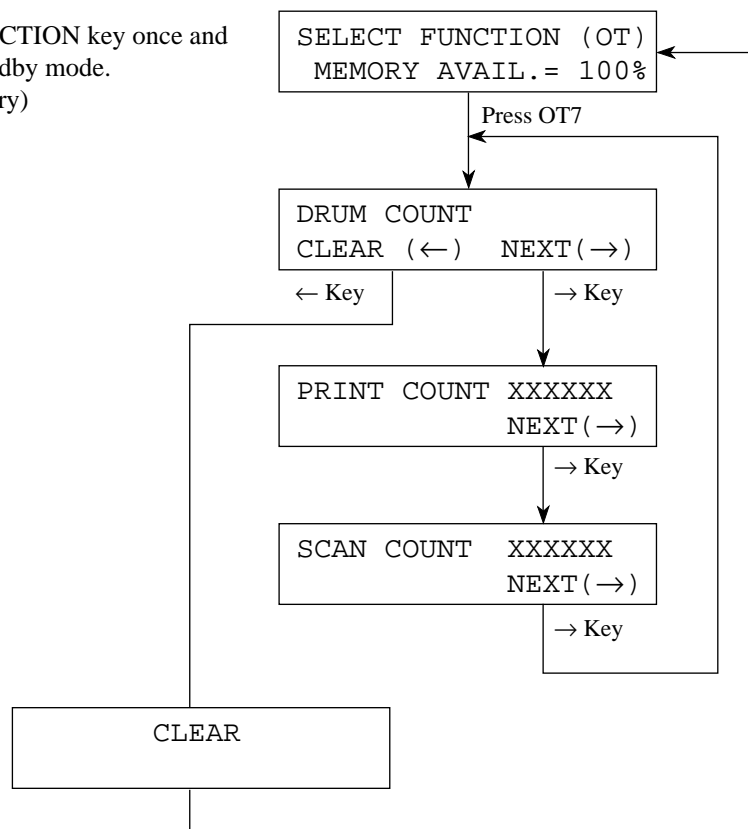 CTION key once and
dby mode.
ry)
SELECT FUNCTION (OT)
MEMORY AVAIL.= 100%
Press OT7
DRUM COUNT
CLEAR (←) NEXT(→)
← Key → Key
PRINT COUNT XXXXXX
NEXT(→)
→ Key
SCAN COUNT XXXXXX
NEXT(→)
→ Key
CLEAR